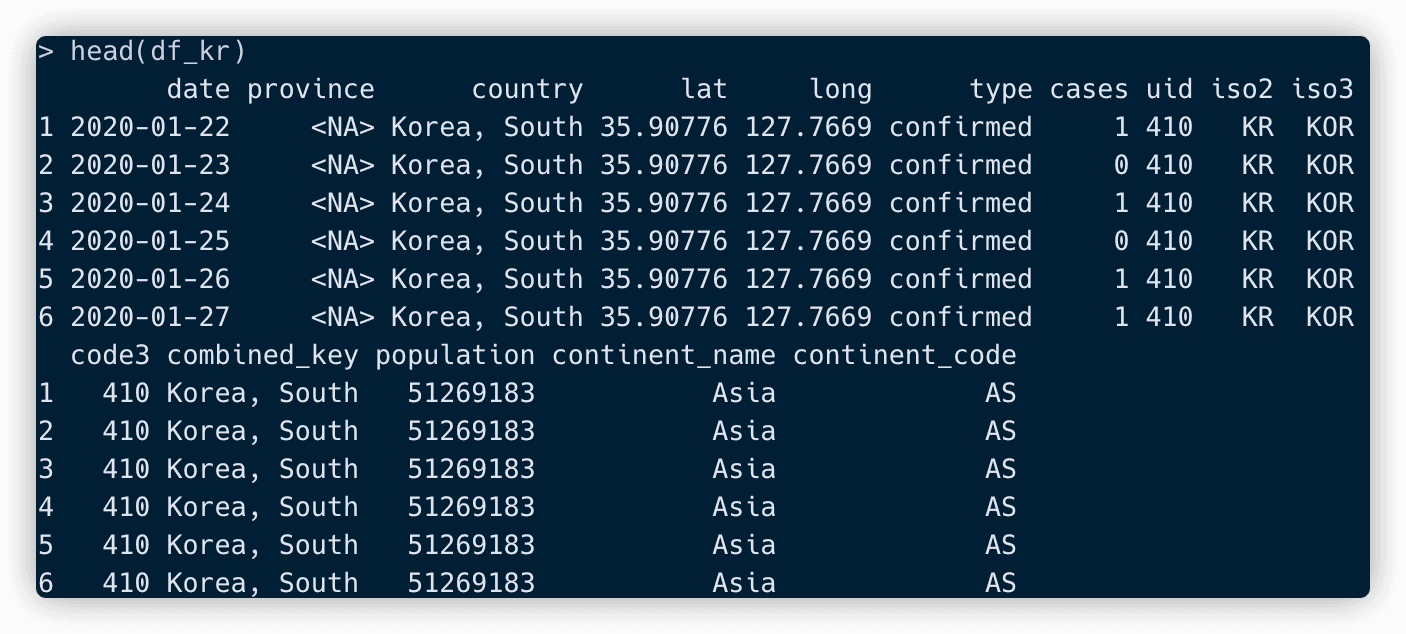 > head(df_kr)
        date province      country      lat     long      type cases uid iso2 iso3
1 2020-01-22     <NA> Korea, South 35.90776 127.7669 confirmed     1 410   KR  KOR
2 2020-01-23     <NA> Korea, South 35.90776 127.7669 confirmed     0 410   KR  KOR
3 2020-01-24     <NA> Korea, South 35.90776 127.7669 confirmed     1 410   KR  KOR
4 2020-01-25     <NA> Korea, South 35.90776 127.7669 confirmed     0 410   KR  KOR
5 2020-01-26     <NA> Korea, South 35.90776 127.7669 confirmed     1 410   KR  KOR
6 2020-01-27     <NA> Korea, South 35.90776 127.7669 confirmed     1 410   KR  KOR
  code3 combined_key population continent_name continent_code
1   410 Korea, South   51269183           Asia             AS
2   410 Korea, South   51269183           Asia             AS
3   410 Korea, South   51269183           Asia             AS
4   410 Korea, South   51269183           Asia             AS
5   410 Korea, South   51269183           Asia             AS
6   410 Korea, South   51269183           Asia             AS